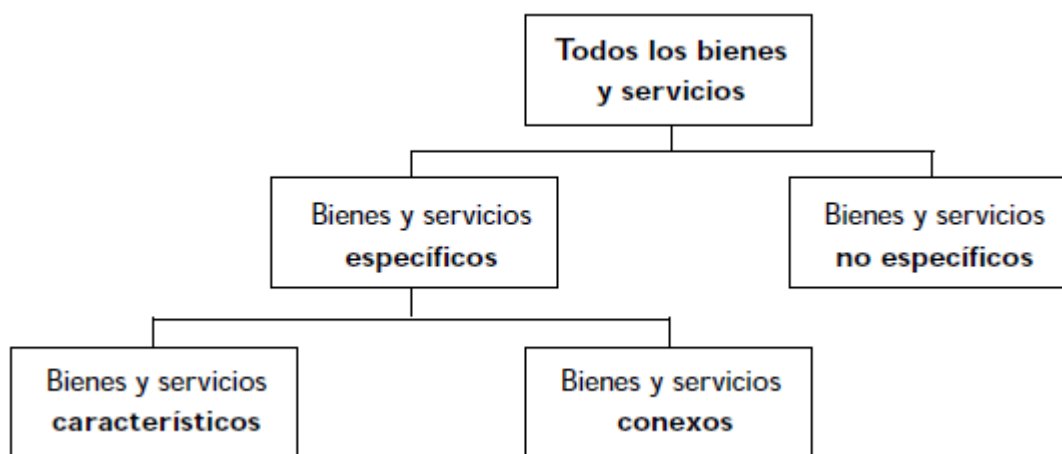 Todos los bienes
y servicios
Bienes y servicios
específicos
Bienes y servicios
no específicos
Bienes y servicios
característicos
Bienes y servicios
conexos